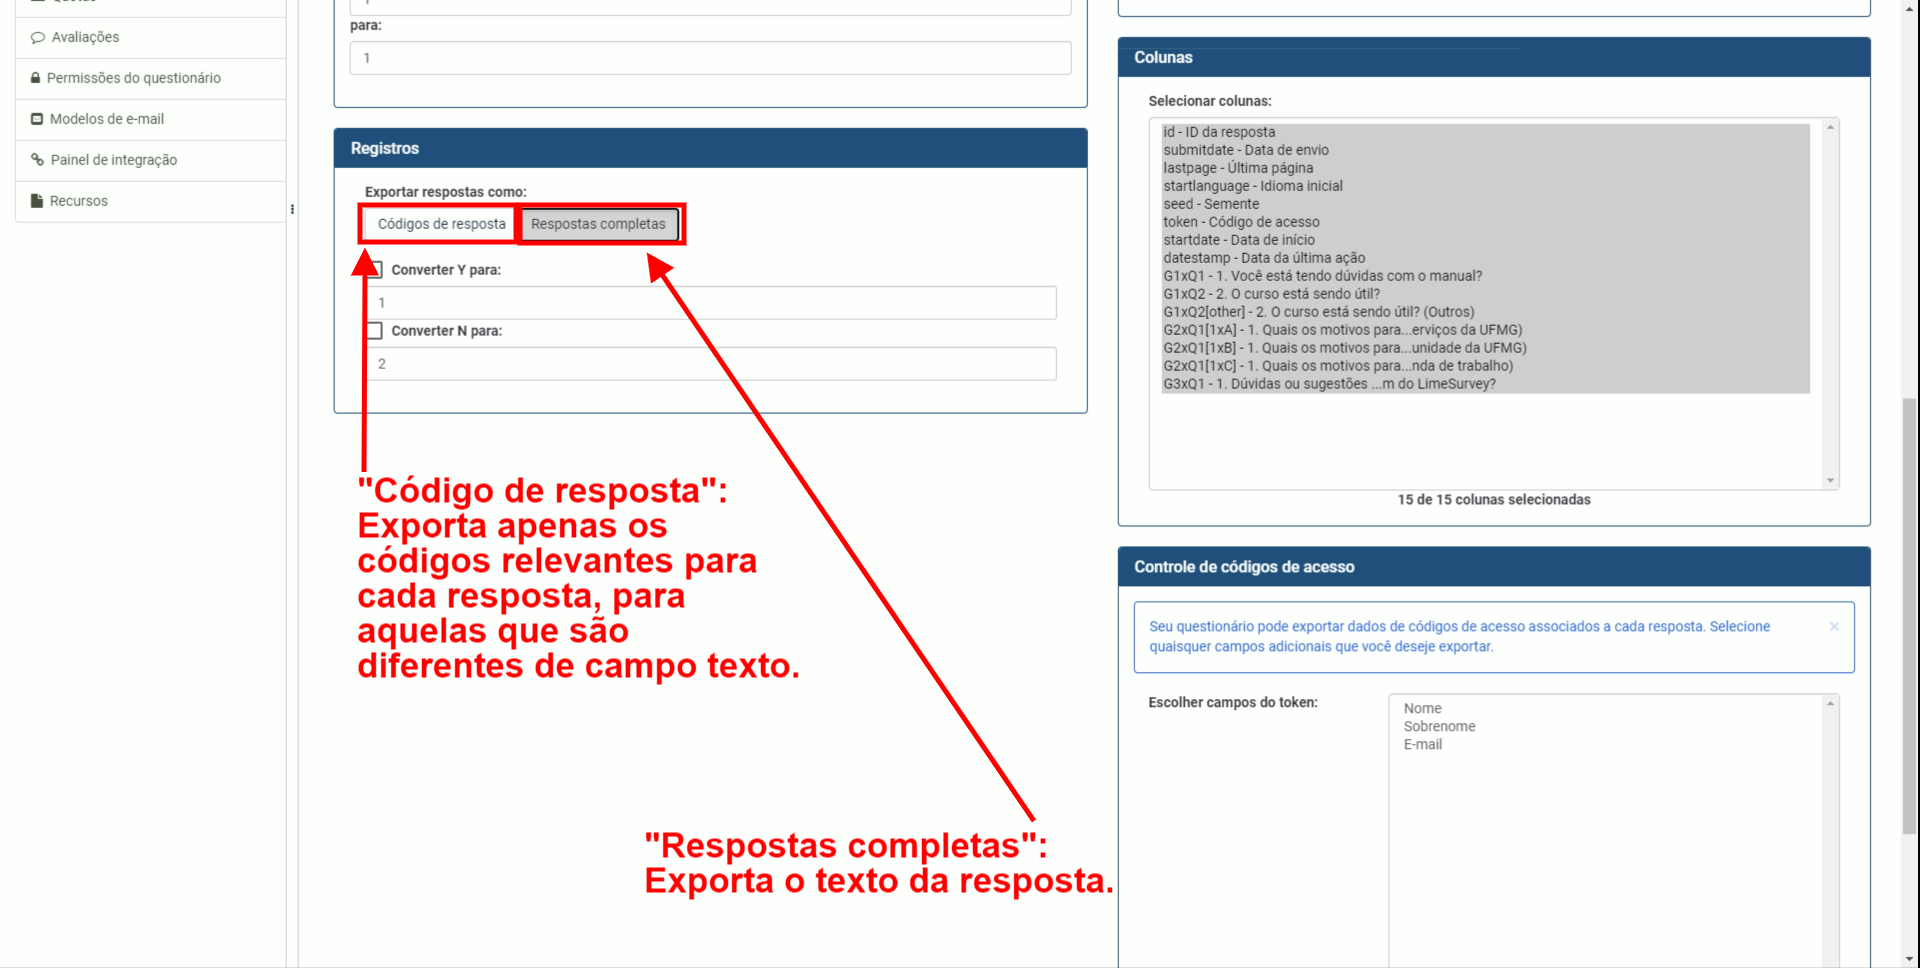 Avaliações
Permissões do questionário
Modelos de e-mail
Painel de integração
Recursos
para:
1
Registros
Exportar respostas como:
Códigos de resposta
Respostas completas
Converter Y para:
1
Converter N para:
2
"Código de resposta":
Exporta apenas os
códigos relevantes para
cada resposta, para
aquelas que são
diferentes de campo texto.
"Respostas completas":
Exporta o texto da resposta.
Colunas
Selecionar colunas:
id - ID da resposta
submitdate - Data de envio
lastpage - Última página
startlanguage - Idioma inicial
seed - Semente
token - Código de acesso
startdate - Data de início
datestamp - Data da última ação
G1xQ1 - 1. Você está tendo dúvidas com o manual?
G1xQ2 - 2. O curso está sendo útil?
G1xQ2[other] - 2. O curso está sendo útil? (Outros)
G2xQ1[1xA] - 1. Quais os motivos para...erviços da UFMG)
G2xQ1[1xB] - 1. Quais os motivos para...unidade da UFMG)
G2xQ1[1xC] - 1. Quais os motivos para...nda de trabalho)
G3xQ1 - 1. Dúvidas ou sugestões ...m do LimeSurvey?
15 de 15 colunas selecionadas
Controle de códigos de acesso
Seu questionário pode exportar dados de códigos de acesso associados a cada resposta. Selecione
quaisquer campos adicionais que você deseje exportar.
×
Escolher campos do token:
Nome
Sobrenome
E-mail